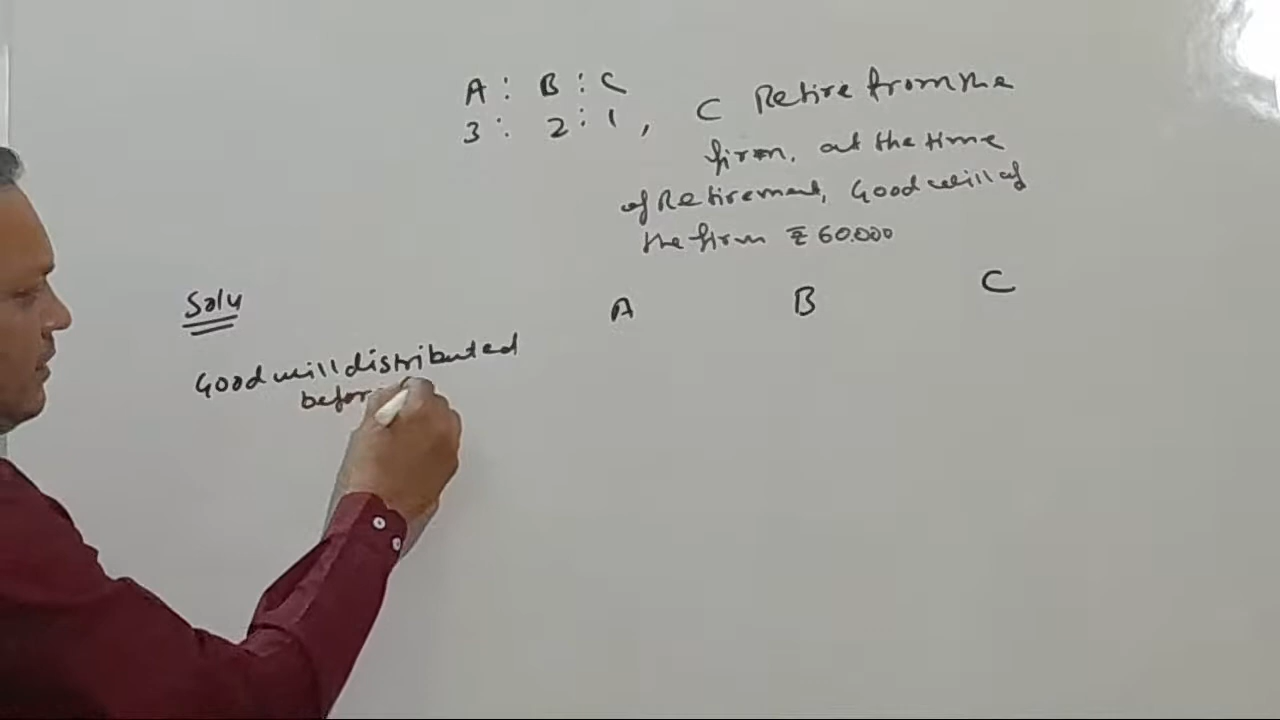 A : B : C
3 : 2 : 1 , C Retire from the
firm, at the time
of Retirement, Goodwill of
the firm ₹ 60.000
Solu
A B C
Goodwill distributed